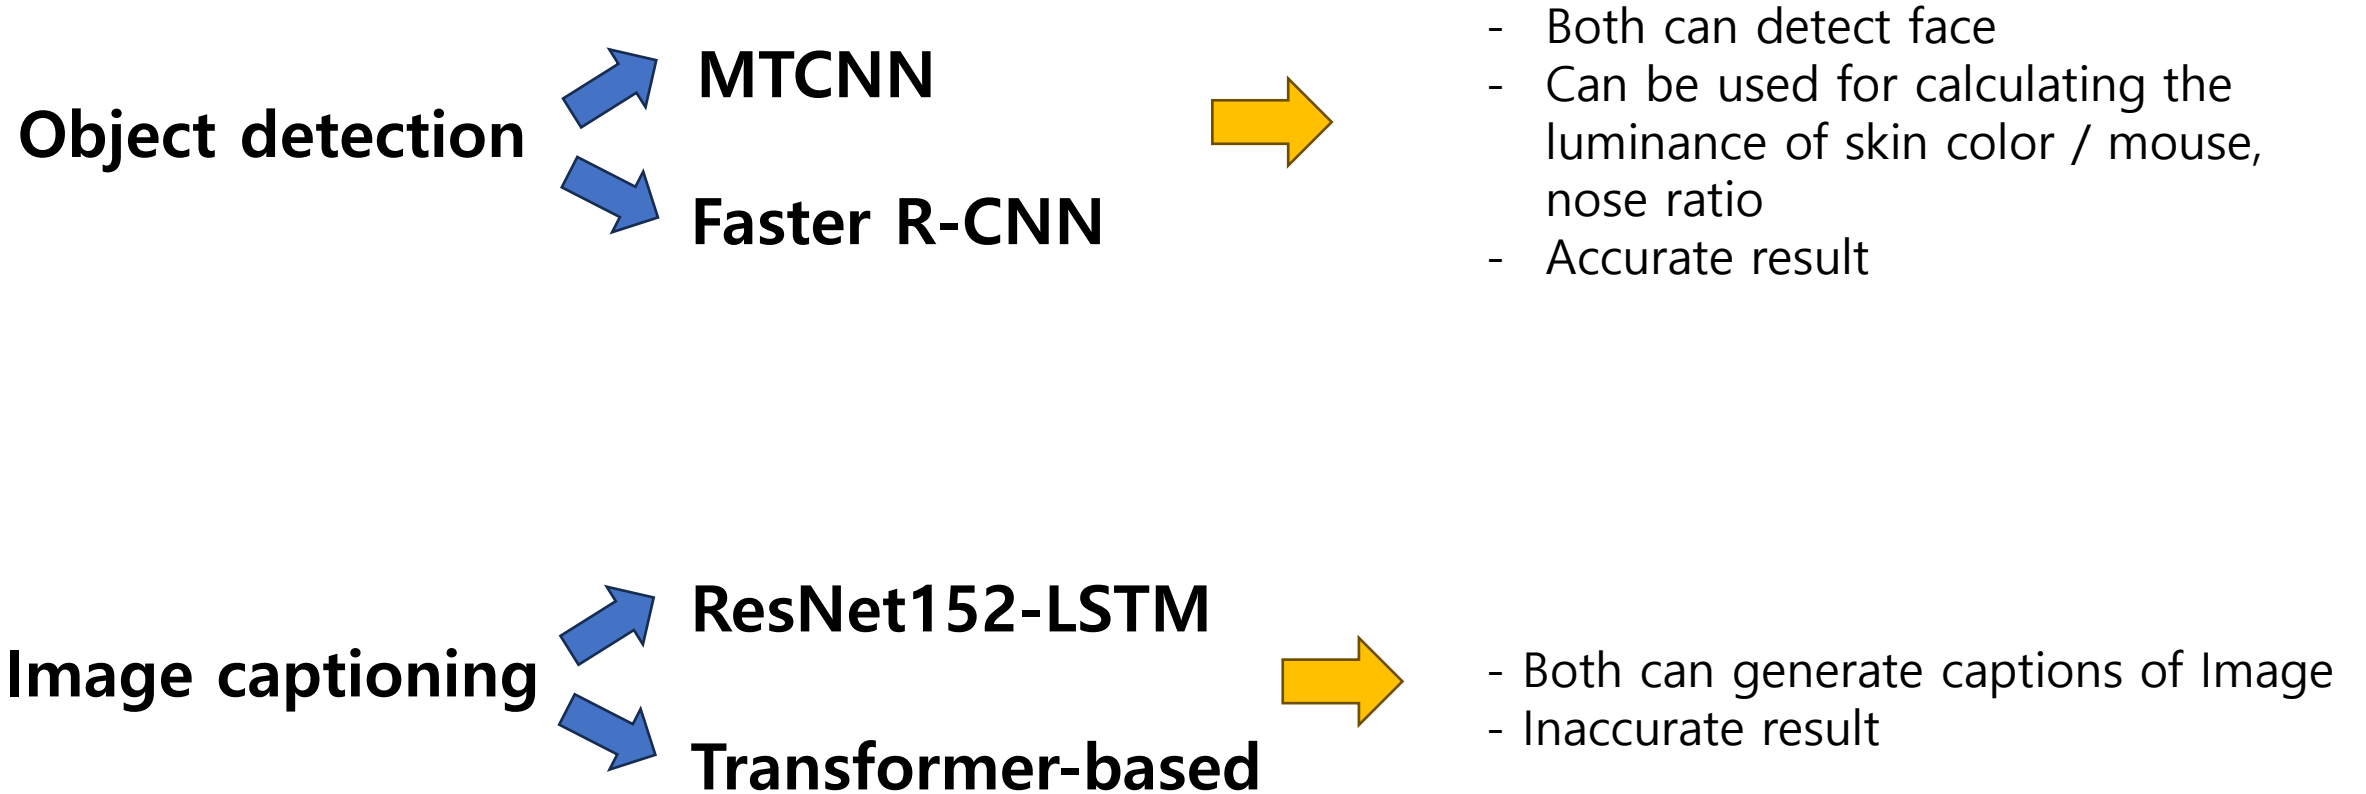 Object detection
MTCNN
Faster R-CNN
- Both can detect face
- Can be used for calculating the
luminance of skin color / mouse,
nose ratio
- Accurate result
Image captioning
ResNet152-LSTM
Transformer-based
- Both can generate captions of Image
- Inaccurate result